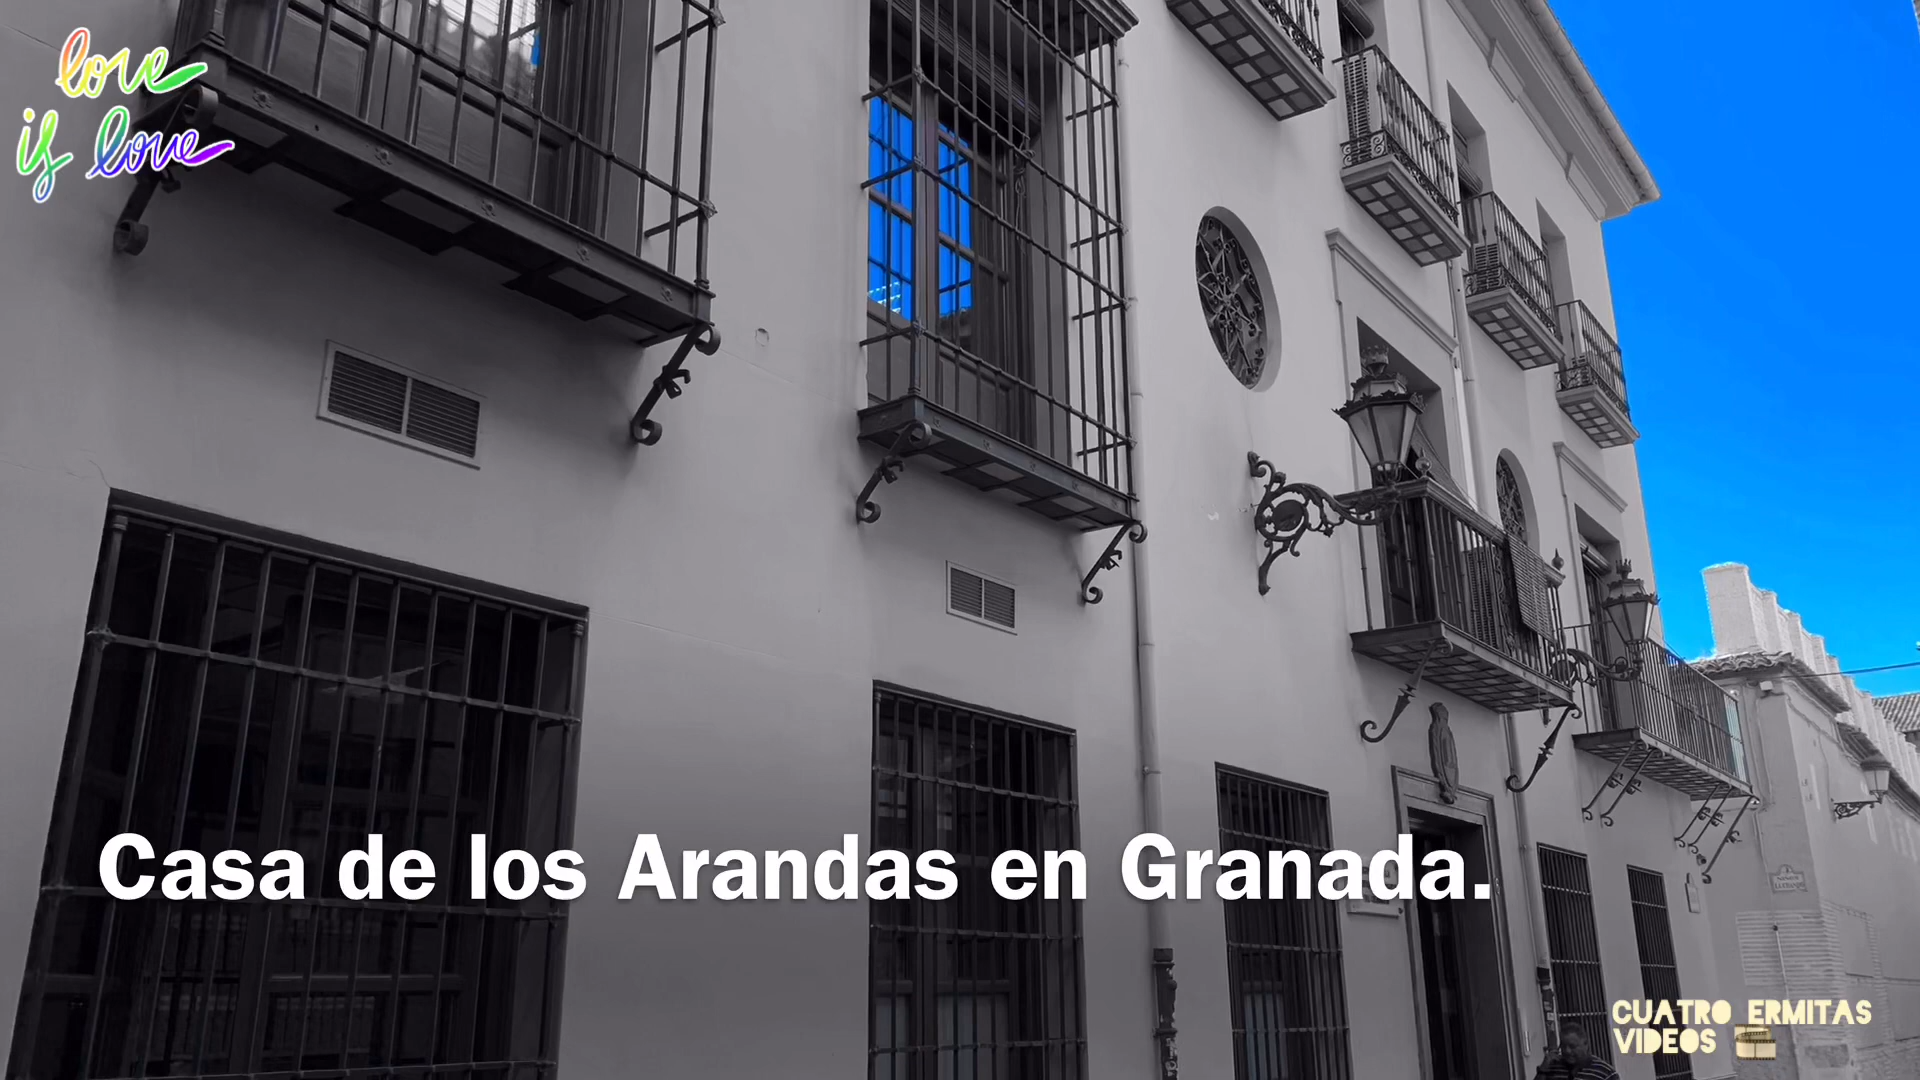 love
is love
Casa de los Arandas en Granada.
CUATRO ERMITAS
VIDEOS